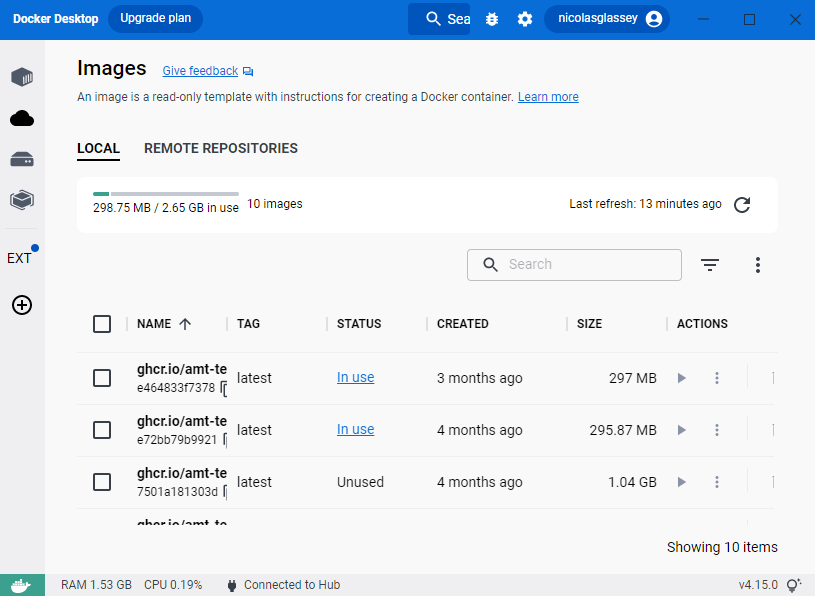 Docker Desktop Upgrade plan Sea nicolasglassey
Images Give feedback
An image is a read-only template with instructions for creating a Docker container. Learn more
LOCAL REMOTE REPOSITORIES
298.75 MB / 2.65 GB in use 10 images Last refresh: 13 minutes ago
EXT
Search
NAME TAG STATUS CREATED SIZE ACTIONS
ghcr.io/amt-te
e464833f7378
latest In use 3 months ago 297 MB
ghcr.io/amt-te
e72bb79b9921
latest In use 4 months ago 295.87 MB
ghcr.io/amt-te
7501a181303d
latest Unused 4 months ago 1.04 GB
ghcr.io/amt-te
Showing 10 items
RAM 1.53 GB CPU 0.19% Connected to Hub v4.15.0